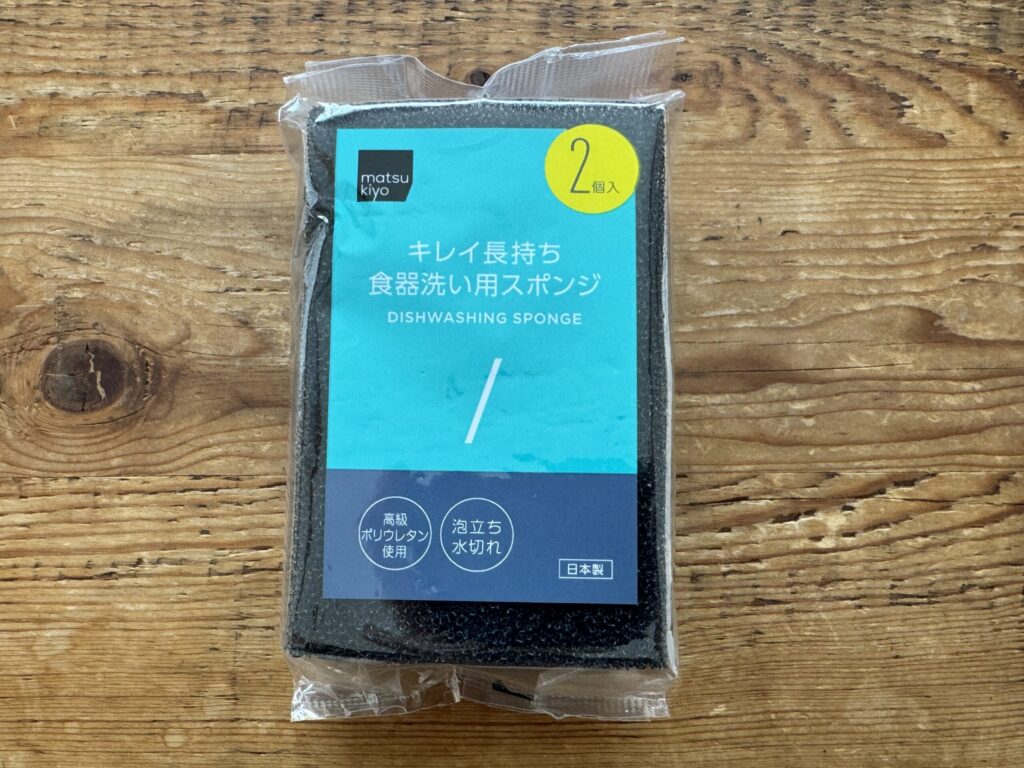 matsu
kiyo
2個入
キレイ長持ち
食器洗い用スポンジ
DISHWASHING SPONGE
高級
ポリウレタン
使用
泡立ち
水切れ
日本製